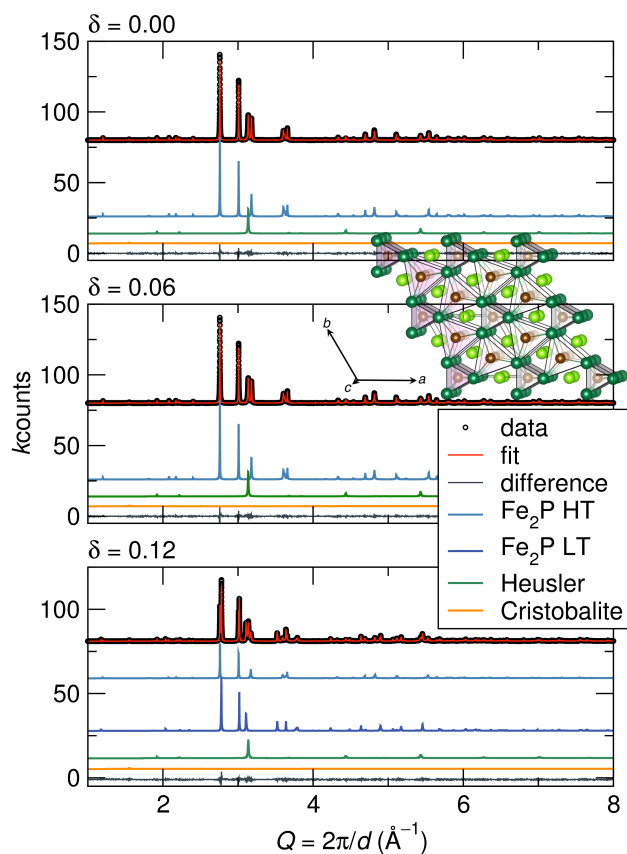 δ = 0.00
150
100
50
0
δ = 0.06
150
100
50
0
kcounts
b
c
a
data
fit
difference
Fe₂P HT
Fe₂P LT
Heusler
Cristobalite
δ = 0.12
100
50
0
2 4 6 8
Q = 2π/d (Å⁻¹)